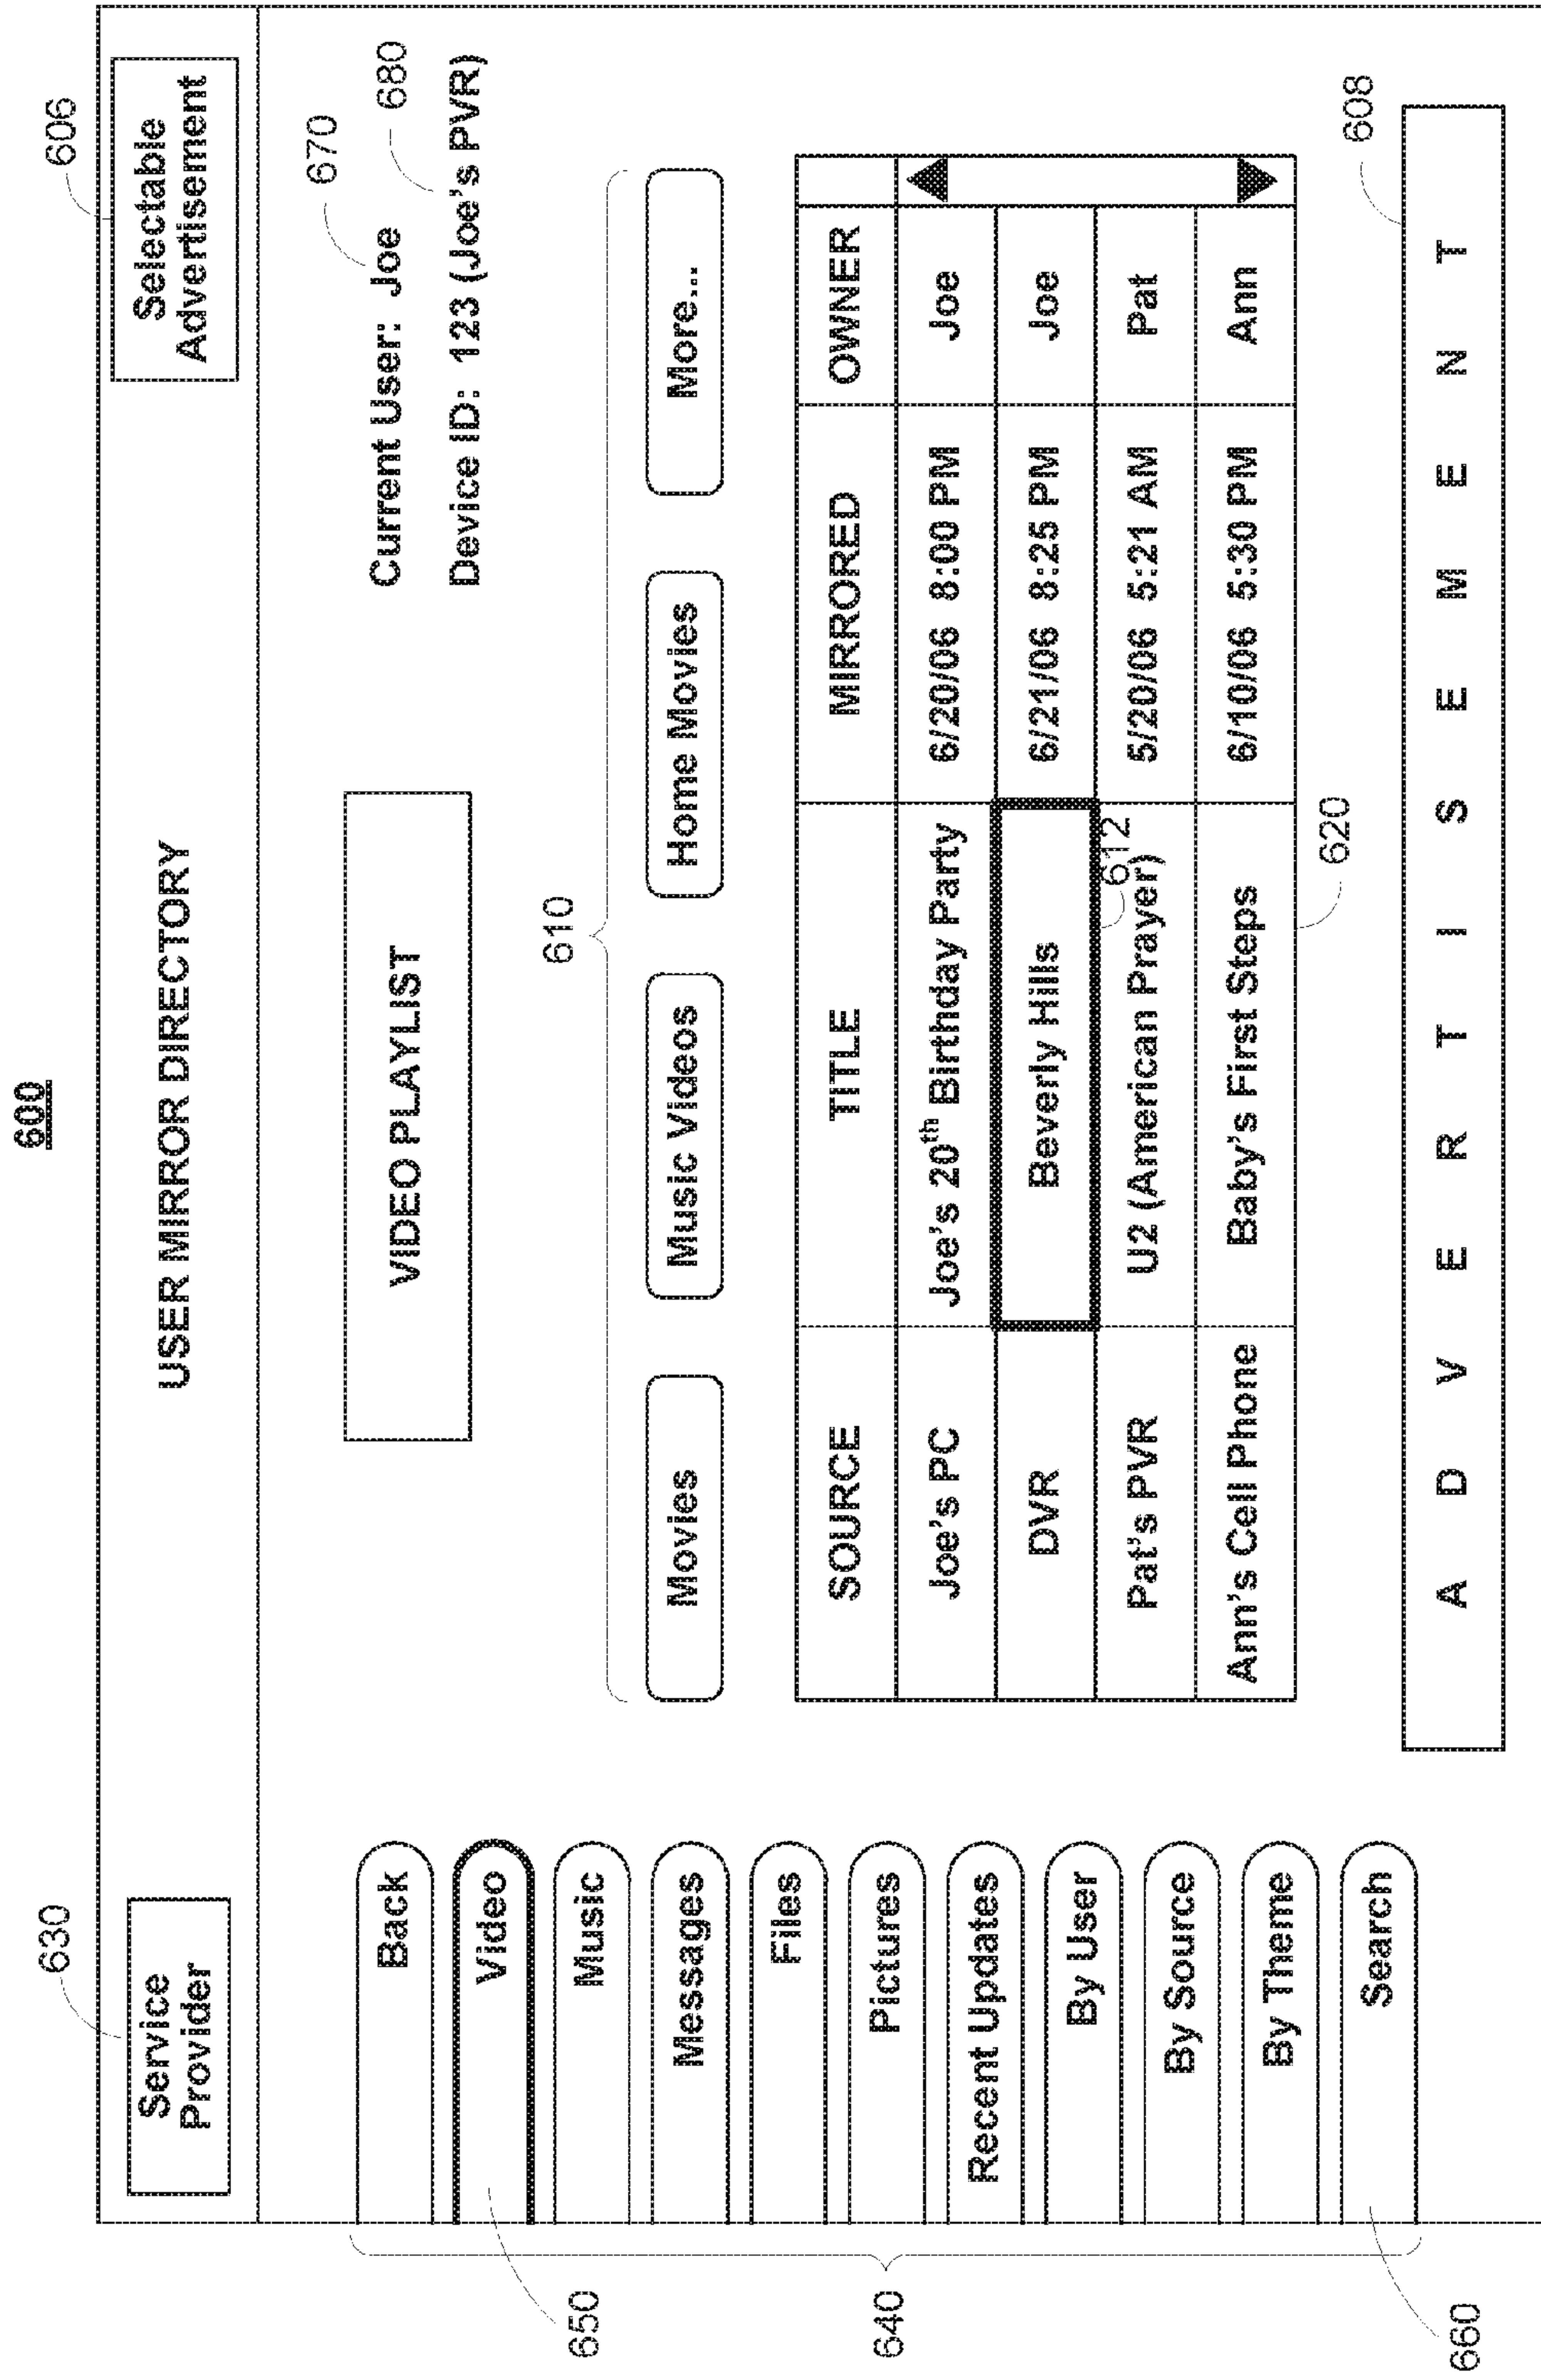 600
606
630
Service
Provider
USER MIRROR DIRECTORY
Selectable
Advertisement
670
Current User: Joe
680
Device ID: 123 (Joe's PVR)
VIDEO PLAYLIST
610
Movies
Music Videos
Home Movies
More...
650
640
660
Back
Video
Music
Messages
Files
Pictures
Recent Updates
By User
By Source
By Theme
Search
SOURCE TITLE MIRRORED OWNER
Joe's PC Joe's 20th Birthday Party 6/20/06 8:00 PM Joe
DVR Beverly Hills 6/21/06 8:25 PM Joe
612
Pat's PVR U2 (American Prayer) 5/20/06 5:21 AM Pat
Ann's Cell Phone Baby's First Steps 6/10/06 5:30 PM Ann
620
608
A D V E R T I S E M E N T